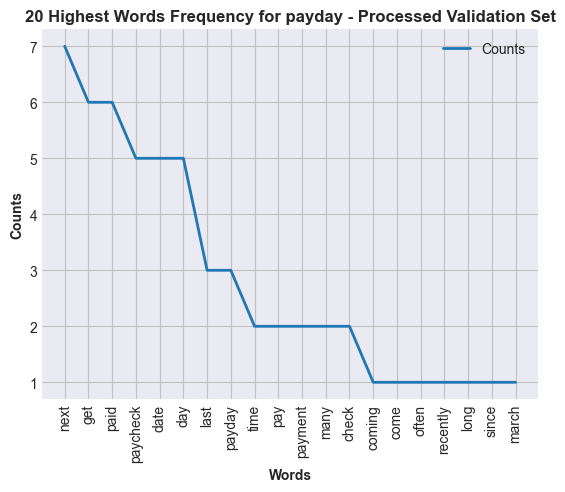 20 Highest Words Frequency for payday - Processed Validation Set
Counts
7
6
5
4
3
2
1
Counts
next
get
paid
paycheck
date
day
last
payday
time
pay
payment
many
check
coming
come
often
recently
long
since
march
Words